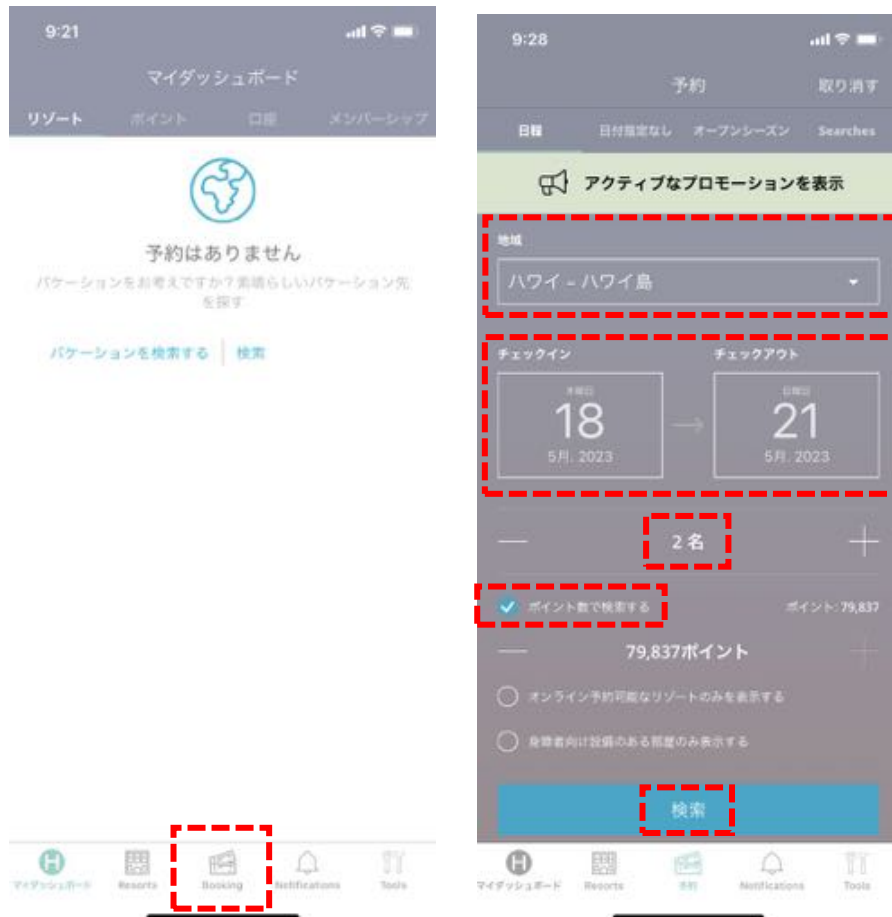 9:21
マイダッシュボード
リゾート ポイント 口座 メンバーシップ
予約はありません
バケーションをお考えですか？素晴らしいバケーション先
を探す
バケーションを検索する 検索
マイダッシュボード Resorts Booking Notifications Tools
9:28
予約 取り消す
日程 日付指定なし オープンシーズン Searches
アクティブなプロモーションを表示
地域
ハワイ – ハワイ島
チェックイン チェックアウト
木曜日 日曜日
18 21
5月. 2023 5月. 2023
2 名
ポイント数で検索する ポイント: 79,837
79,837ポイント
オンライン予約可能なリゾートのみを表示する
身障者向け設備のある部屋のみ表示する
検索
マイダッシュボード Resorts 予約 Notifications Tools